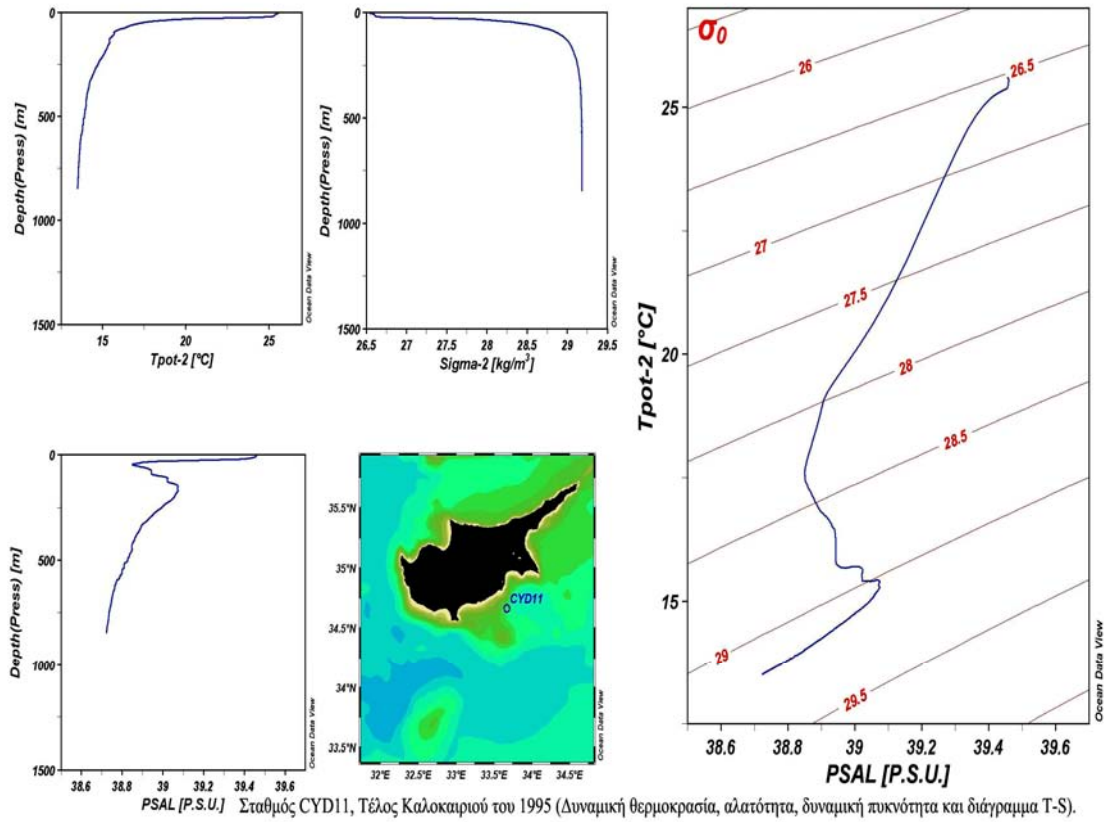 0
500
1000
1500
Depth(Press) [m]
15
20
25
Tpot-2 [°C]
Ocean Data View
0
500
1000
1500
Depth(Press) [m]
26.5
27
27.5
28
28.5
29
29.5
Sigma-2 [kg/m³]
Ocean Data View
σ₀
26
26.5
27
27.5
28
28.5
29
29.5
25
20
15
Tpot-2 [°C]
38.6
38.8
39
39.2
39.4
39.6
PSAL [P.S.U.]
Ocean Data View
0
500
1000
1500
Depth(Press) [m]
38.6
38.8
39
39.2
39.4
39.6
PSAL [P.S.U.]
Ocean Data View
35.5°N
35°N
34.5°N
34°N
33.5°N
CYD11
32°E
32.5°E
33°E
33.5°E
34°E
34.5°E
Ocean Data View
Σταθμός CYD11, Τέλος Καλοκαιριού του 1995 (Δυναμική θερμοκρασία, αλατότητα, δυναμική πυκνότητα και διάγραμμα T-S).